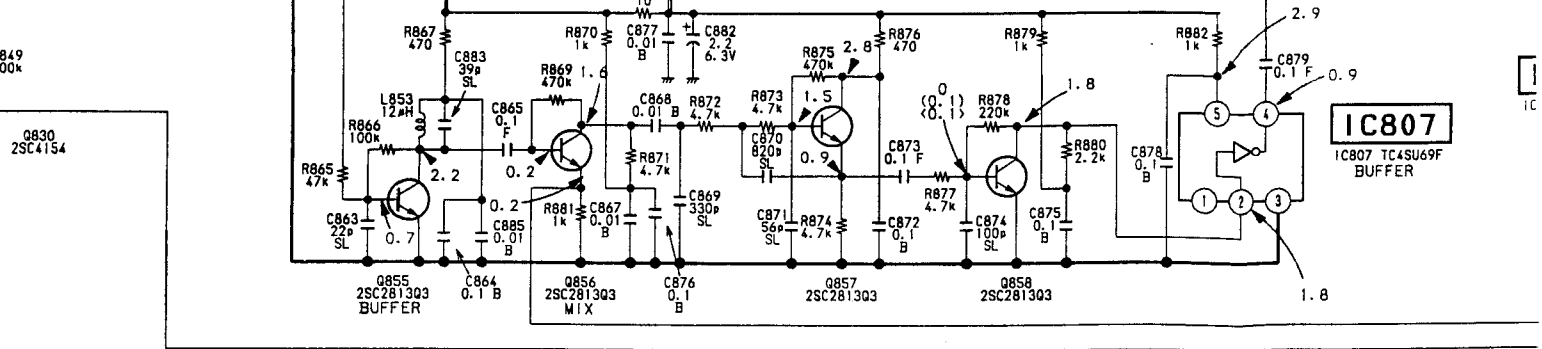 849
00k
Q830
2SC4154
R867
470
C883
39p
SL
L853
12μH
R866
100k
R865
47k
C863
22p
SL
0.7
2.2
Q855
2SC2813Q3
BUFFER
C864
0.1 B
C885
0.01
B
C865
0.1
F
R869
470k
1.6
0.2
0.2
R881
1k
Q856
2SC2813Q3
MIX
R870
1k
10
C877
0.01
B
C882
2.2
6.3V
+
C868
0.01 B
R871
4.7k
C867
0.01
B
C876
0.1
B
R872
4.7k
C869
330p
SL
R873
4.7k
C870
820p
SL
R875
470k
2.8
1.5
0.9
C871
56p
SL
R874
4.7k
Q857
2SC2813Q3
R876
470
C872
0.1
B
C873
0.1 F
0
(0.1)
⟨0.1⟩
R877
4.7k
R878
220k
1.8
C874
100p
SL
Q858
2SC2813Q3
R879
1k
R880
2.2k
C875
0.1
B
C878
0.1
B
R882
1k
2.9
C879
0.1 F
0.9
5
4
1
2
3
1.8
IC807
IC807 TC4SU69F
BUFFER
IC